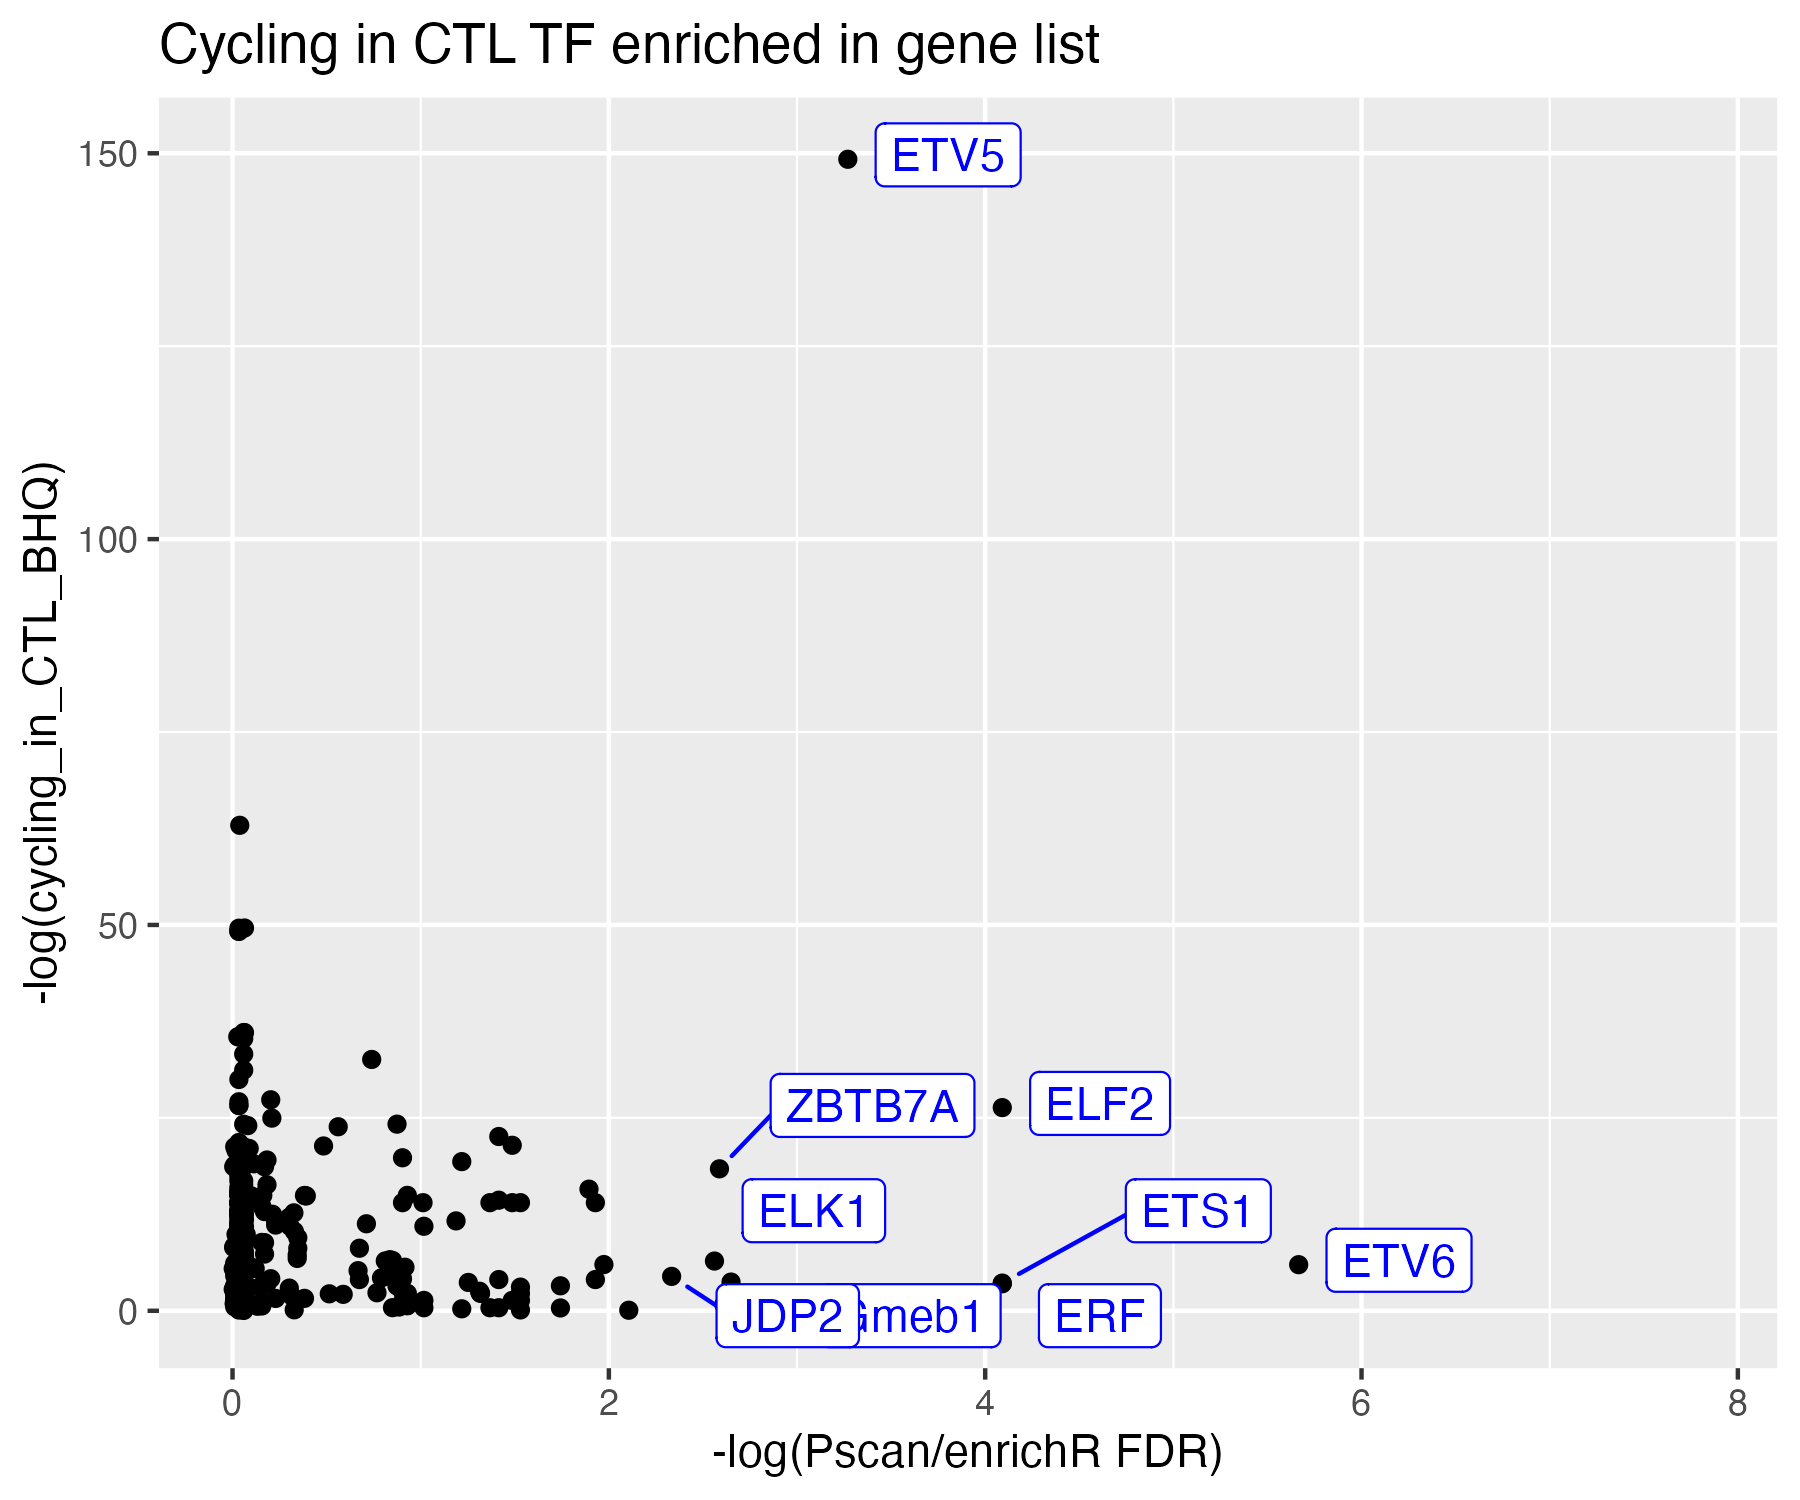 Cycling in CTL TF enriched in gene list
150
100
50
0
-log(cycling_in_CTL_BHQ)
ETV5
ZBTB7A
ELF2
ELK1
ETS1
ETV6
JDP2
Gmeb1
ERF
0 2 4 6 8
-log(Pscan/enrichR FDR)